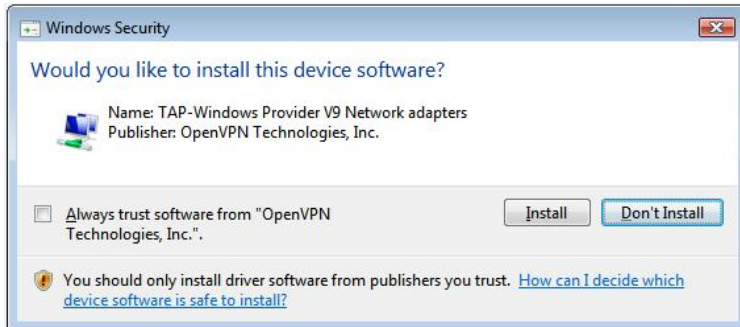 Windows Security
Would you like to install this device software?
Name: TAP-Windows Provider V9 Network adapters
Publisher: OpenVPN Technologies, Inc.
Always trust software from "OpenVPN
Technologies, Inc.".
Install
Don't Install
You should only install driver software from publishers you trust. How can I decide which
device software is safe to install?